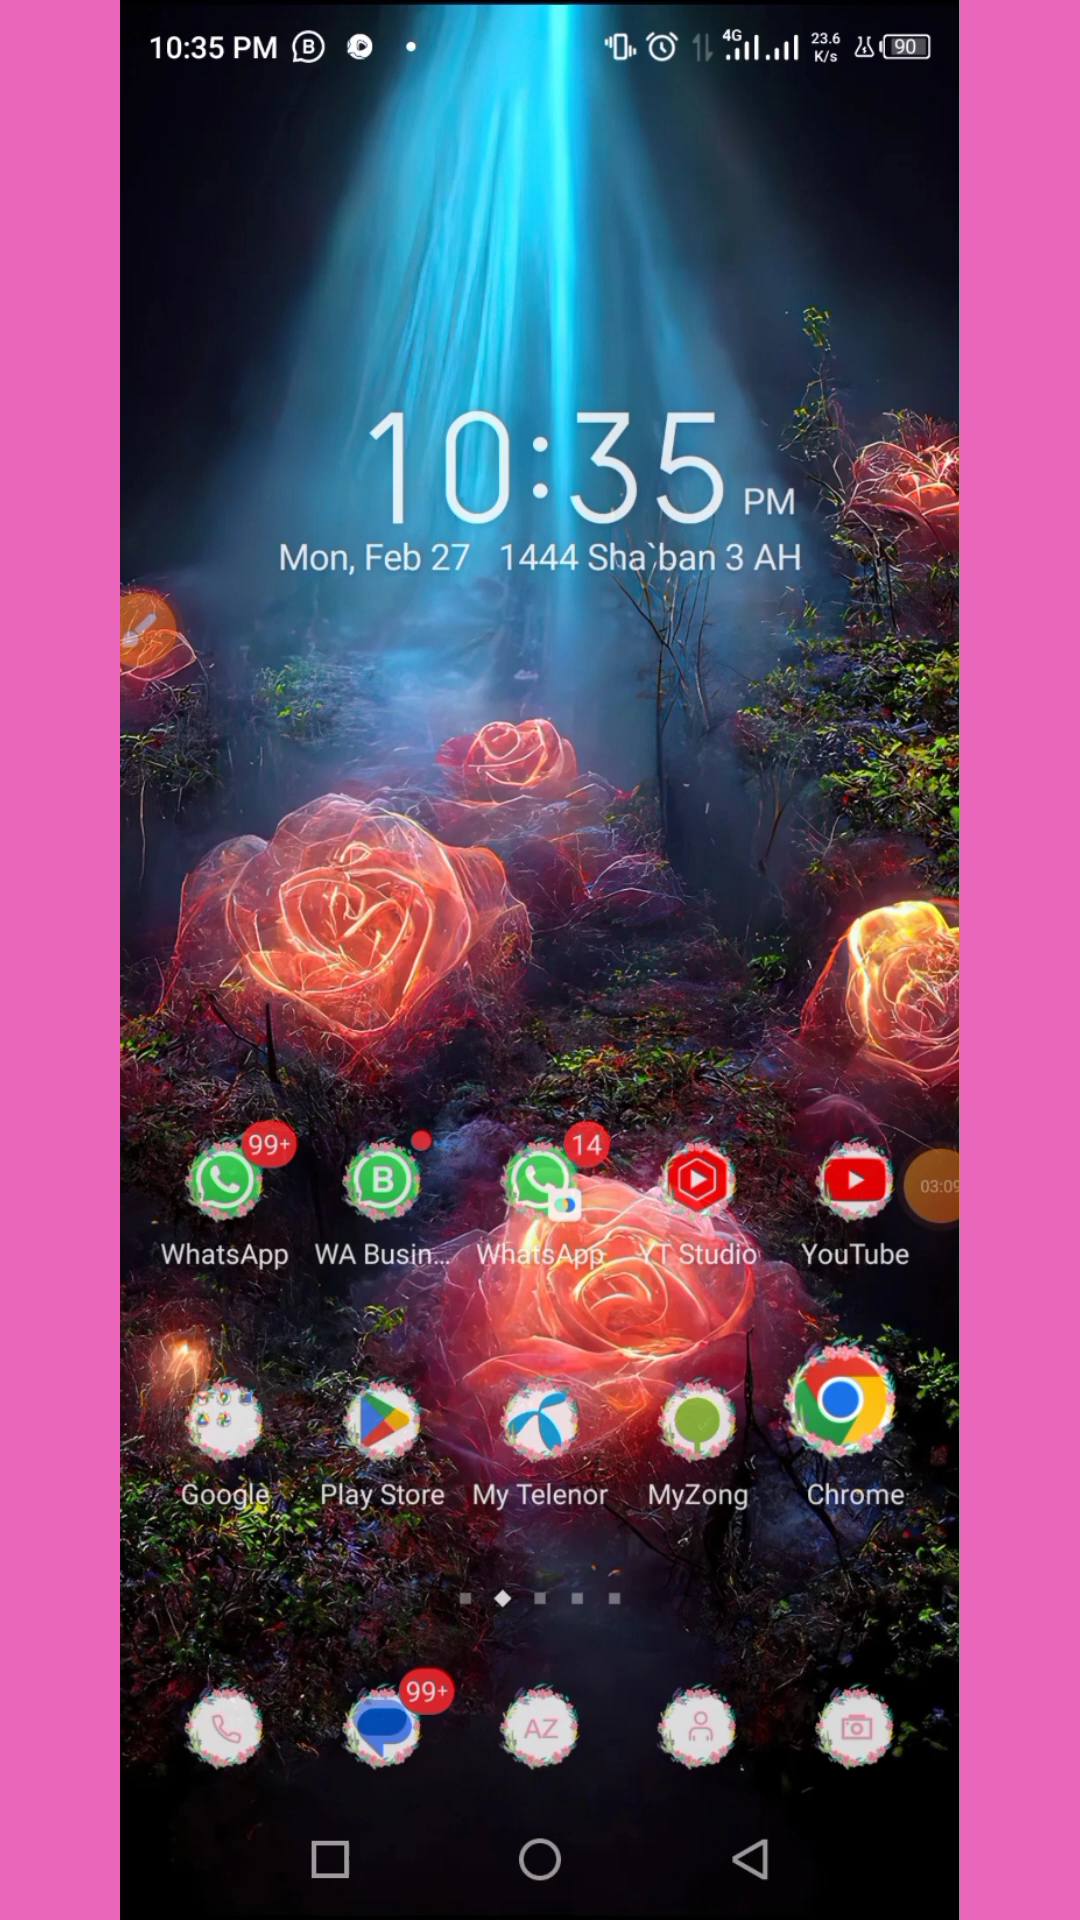 10:35 PM B 4G 23.6 K/s 90
10:35 PM
Mon, Feb 27 1444 Sha`ban 3 AH
99+ 14
B
03:09
WhatsApp WA Busin... WhatsApp YT Studio YouTube
Google Play Store My Telenor MyZong Chrome
99+
AZ